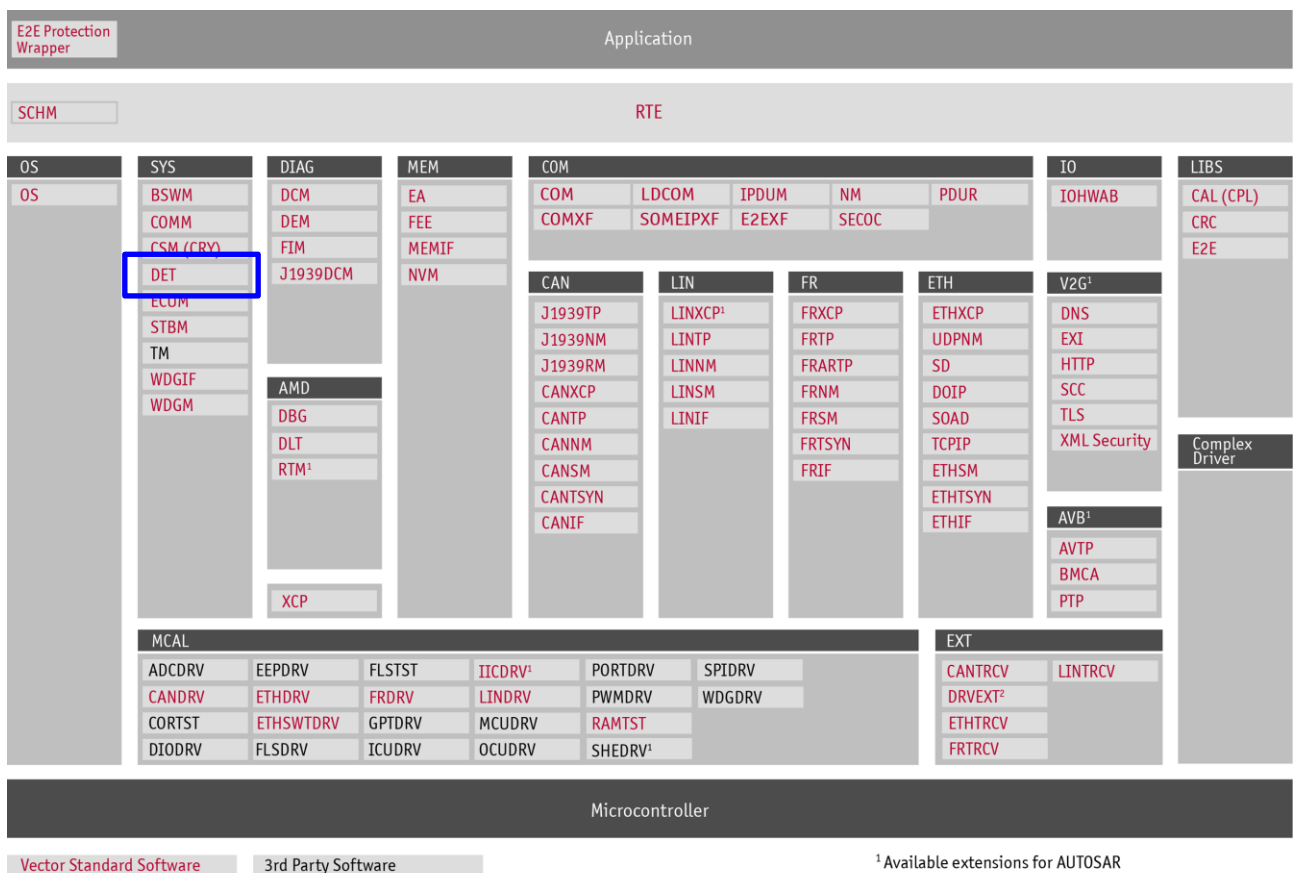 E2E Protection
Wrapper
Application
SCHM
RTE
OS
OS
SYS
BSWM
COMM
CSM (CRY)
DET
ECUM
STBM
TM
WDGIF
WDGM
DIAG
DCM
DEM
FIM
J1939DCM
AMD
DBG
DLT
RTM¹
XCP
MEM
EA
FEE
MEMIF
NVM
COM
COM LDCOM IPDUM NM PDUR
COMXF SOMEIPXF E2EXF SECOC
CAN
J1939TP
J1939NM
J1939RM
CANXCP
CANTP
CANNM
CANSM
CANTSYN
CANIF
LIN
LINXCP¹
LINTP
LINNM
LINSM
LINIF
FR
FRXCP
FRTP
FRARTP
FRNM
FRSM
FRTSYN
FRIF
ETH
ETHXCP
UDPNM
SD
DOIP
SOAD
TCPIP
ETHSM
ETHTSYN
ETHIF
IO
IOHWAB
V2G¹
DNS
EXI
HTTP
SCC
TLS
XML Security
AVB¹
AVTP
BMCA
PTP
LIBS
CAL (CPL)
CRC
E2E
Complex
Driver
MCAL
ADCDRV EEPDRV FLSTST IICDRV¹ PORTDRV SPIDRV
CANDRV ETHDRV FRDRV LINDRV PWMDRV WDGDRV
CORTST ETHSWTDRV GPTDRV MCUDRV RAMTST
DIODRV FLSDRV ICUDRV OCUDRV SHEDRV¹
EXT
CANTRCV LINTRCV
DRVEXT²
ETHTRCV
FRTRCV
Microcontroller
Vector Standard Software 3rd Party Software ¹ Available extensions for AUTOSAR